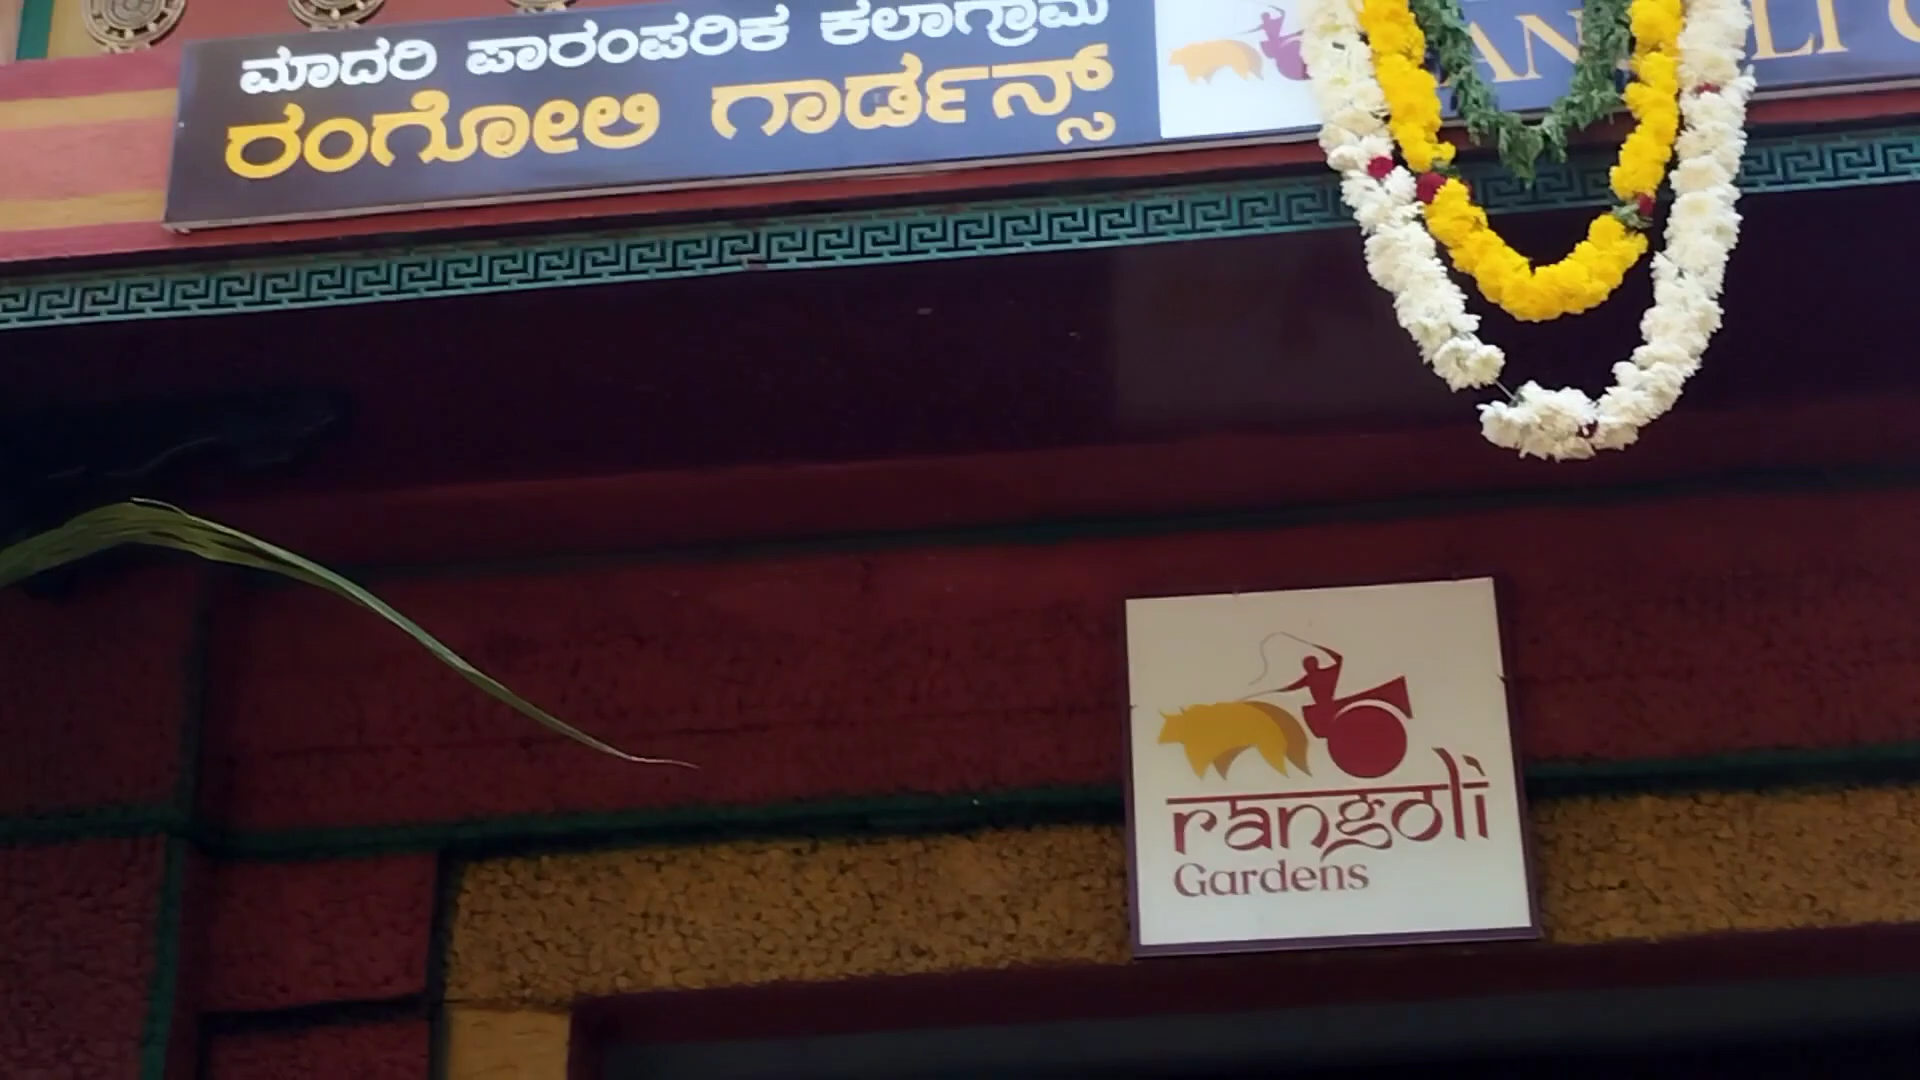 ಮಾದರಿ ಪಾರಂಪರಿಕ ಕಲಾಗ್ರಾಮ
ರಂಗೋಲಿ ಗಾರ್ಡನ್ಸ್
rangoli
Gardens